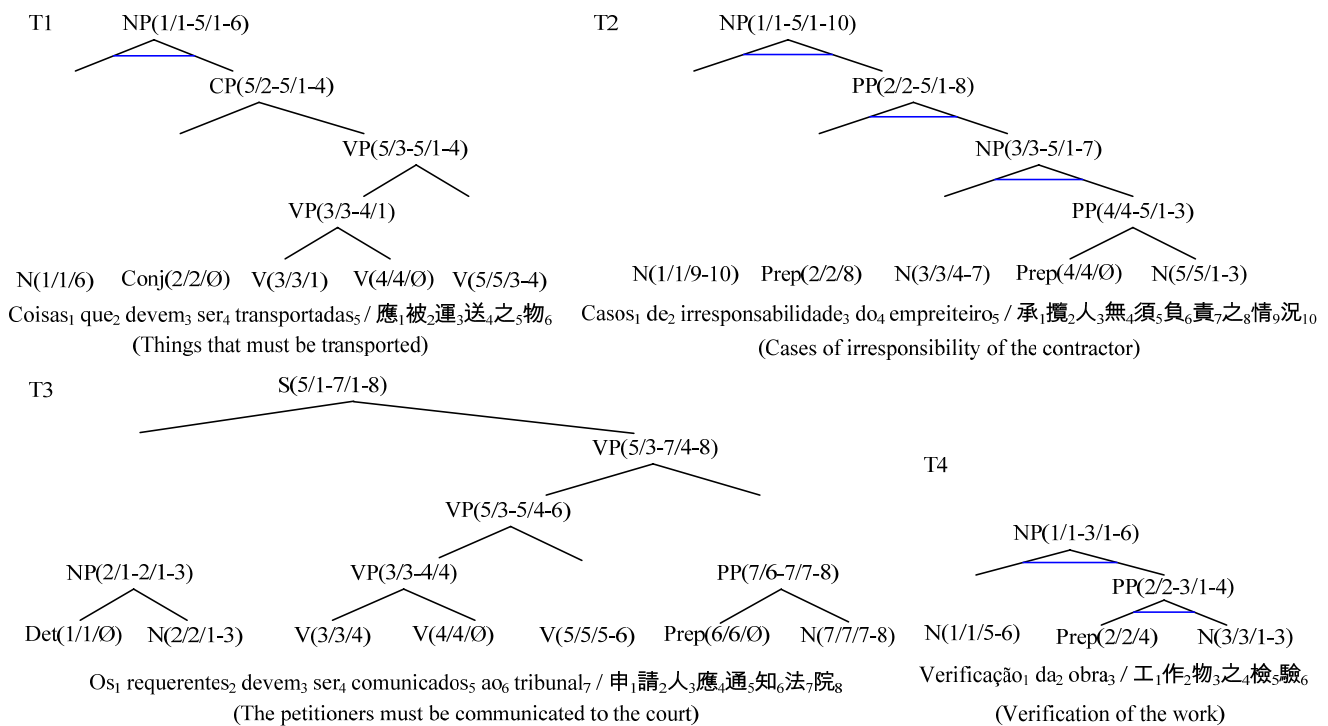 T1
NP(1/1-5/1-6)
CP(5/2-5/1-4)
VP(5/3-5/1-4)
VP(3/3-4/1)
N(1/1/6) Conj(2/2/Ø) V(3/3/1) V(4/4/Ø) V(5/5/3-4)
Coisas₁ que₂ devem₃ ser₄ transportadas₅ / 應₁被₂運₃送₄之₅物₆
(Things that must be transported)
T2
NP(1/1-5/1-10)
PP(2/2-5/1-8)
NP(3/3-5/1-7)
PP(4/4-5/1-3)
N(1/1/9-10) Prep(2/2/8) N(3/3/4-7) Prep(4/4/Ø) N(5/5/1-3)
Casos₁ de₂ irresponsabilidade₃ do₄ empreiteiro₅ / 承₁攬₂人₃無₄須₅負₆責₇之₈情₉況₁₀
(Cases of irresponsibility of the contractor)
T3
S(5/1-7/1-8)
VP(5/3-7/4-8)
VP(5/3-5/4-6)
NP(2/1-2/1-3) VP(3/3-4/4) PP(7/6-7/7-8)
Det(1/1/Ø) N(2/2/1-3) V(3/3/4) V(4/4/Ø) V(5/5/5-6) Prep(6/6/Ø) N(7/7/7-8)
Os₁ requerentes₂ devem₃ ser₄ comunicados₅ ao₆ tribunal₇ / 申₁請₂人₃應₄通₅知₆法₇院₈
(The petitioners must be communicated to the court)
T4
NP(1/1-3/1-6)
PP(2/2-3/1-4)
N(1/1/5-6) Prep(2/2/4) N(3/3/1-3)
Verificação₁ da₂ obra₃ / 工₁作₂物₃之₄檢₅驗₆
(Verification of the work)